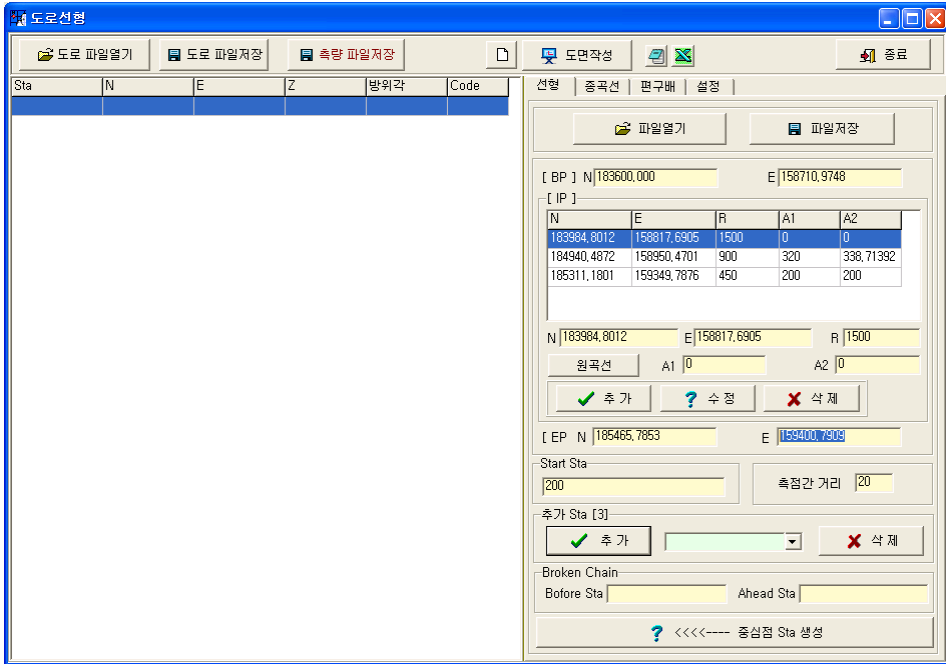 도로선형
도로 파일열기 도로 파일저장 측량 파일저장 도면작성 종료
Sta N E Z 방위각 Code
선형 종곡선 편구배 설정
파일열기 파일저장
[ BP ] N 183600,000 E 158710,9748
[ IP ]
N E R A1 A2
183984,8012 158817,6905 1500 0 0
184940,4872 158950,4701 900 320 338,71392
185311,1801 159349,7876 450 200 200
N 183984,8012 E 158817,6905 R 1500
원곡선 A1 0 A2 0
추 가 수 정 삭 제
[ EP N 185465,7853 E 159400,7909
Start Sta
200 측점간 거리 20
추가 Sta [3]
추 가 삭 제
Broken Chain
Bofore Sta Ahead Sta
<<<<---- 중심점 Sta 생성